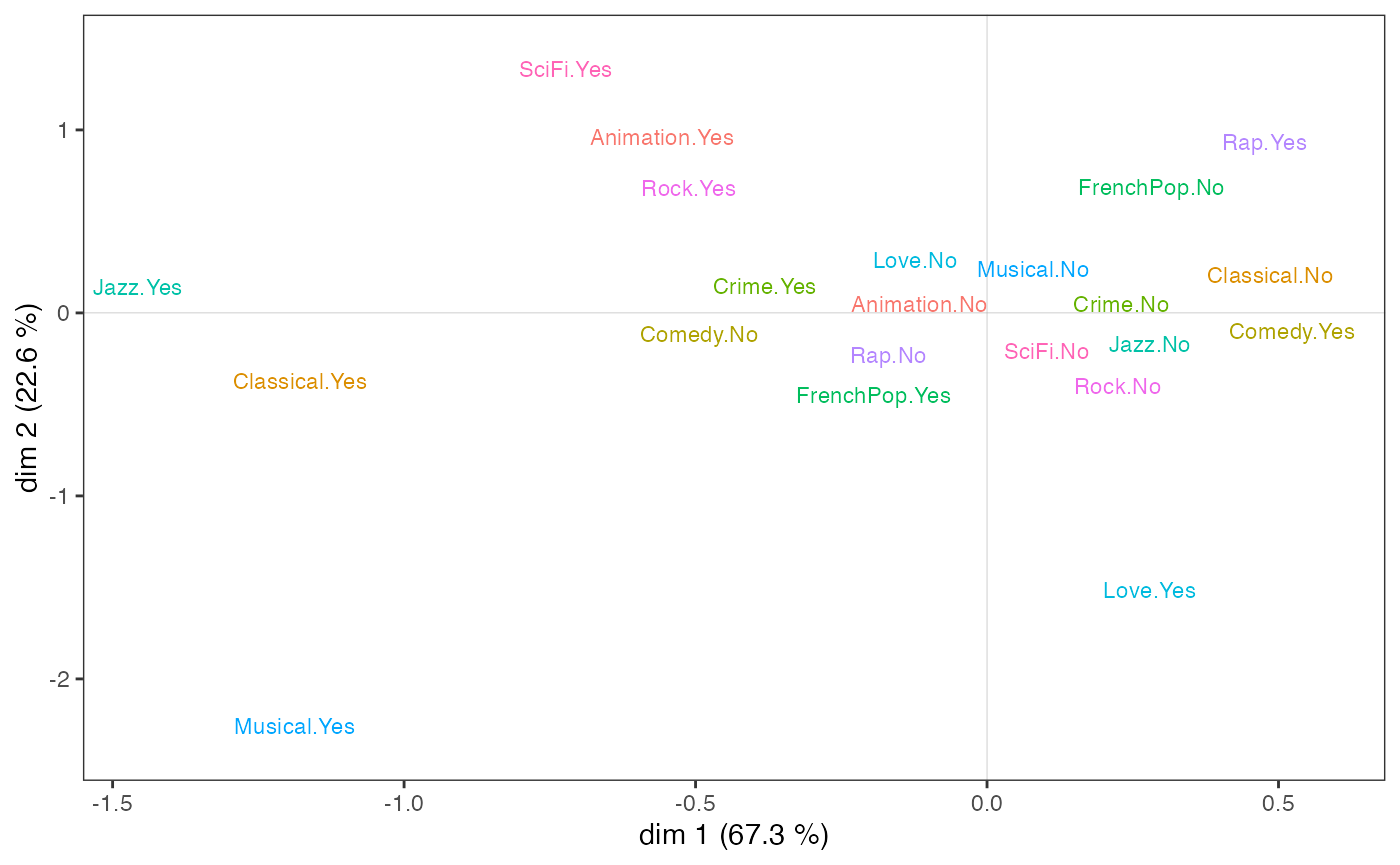 SciFi.Yes
1
Animation.Yes
Rap.Yes
Rock.Yes
FrenchPop.No
Love.No
Musical.No
Classical.No
Jazz.Yes
Crime.Yes
Animation.No
Crime.No
0
Comedy.No
Comedy.Yes
Rap.No
SciFi.No
Jazz.No
Classical.Yes
FrenchPop.Yes
Rock.No
dim 2 (22.6 %)
-1
Love.Yes
-2
Musical.Yes
-1.5 -1.0 -0.5 0.0 0.5
dim 1 (67.3 %)